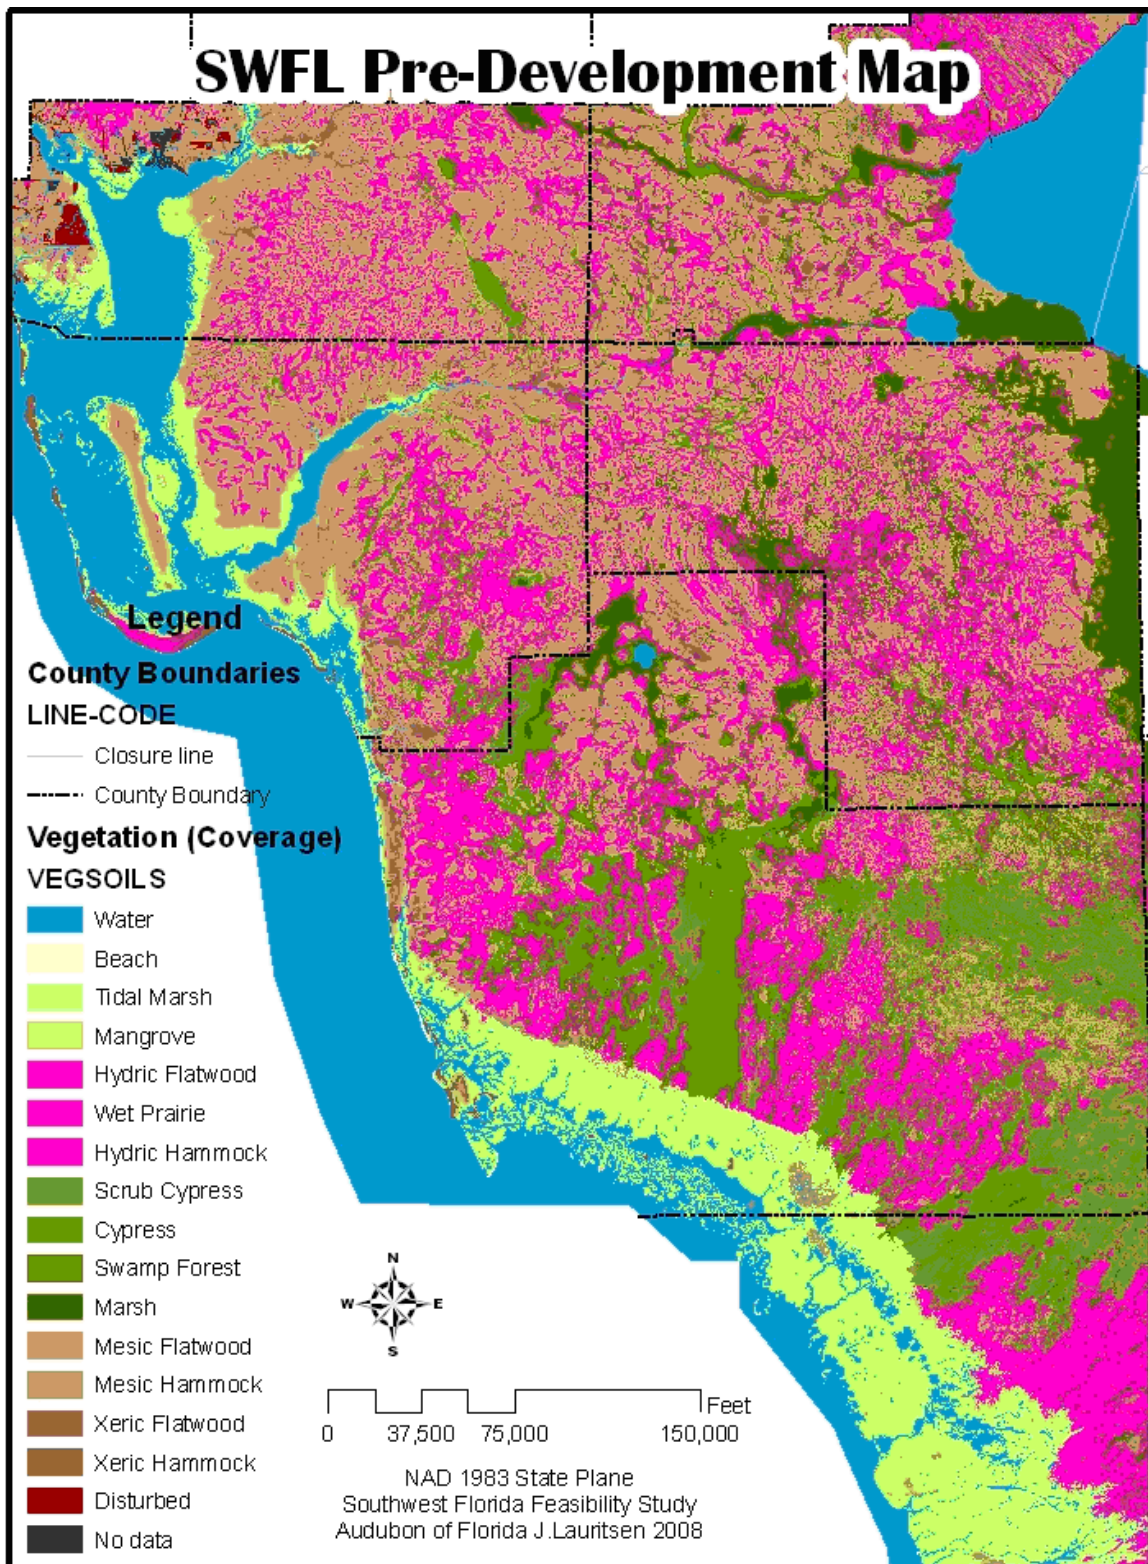 SWFL Pre-Development Map
Legend
County Boundaries
LINE-CODE
Closure line
County Boundary
Vegetation (Coverage)
VEGSOILS
Water
Beach
Tidal Marsh
Mangrove
Hydric Flatwood
Wet Prairie
Hydric Hammock
Scrub Cypress
Cypress
Swamp Forest
Marsh
Mesic Flatwood
Mesic Hammock
Xeric Flatwood
Xeric Hammock
Disturbed
No data
N
W E
S
Feet
0 37,500 75,000 150,000
NAD 1983 State Plane
Southwest Florida Feasibility Study
Audubon of Florida J.Lauritsen 2008